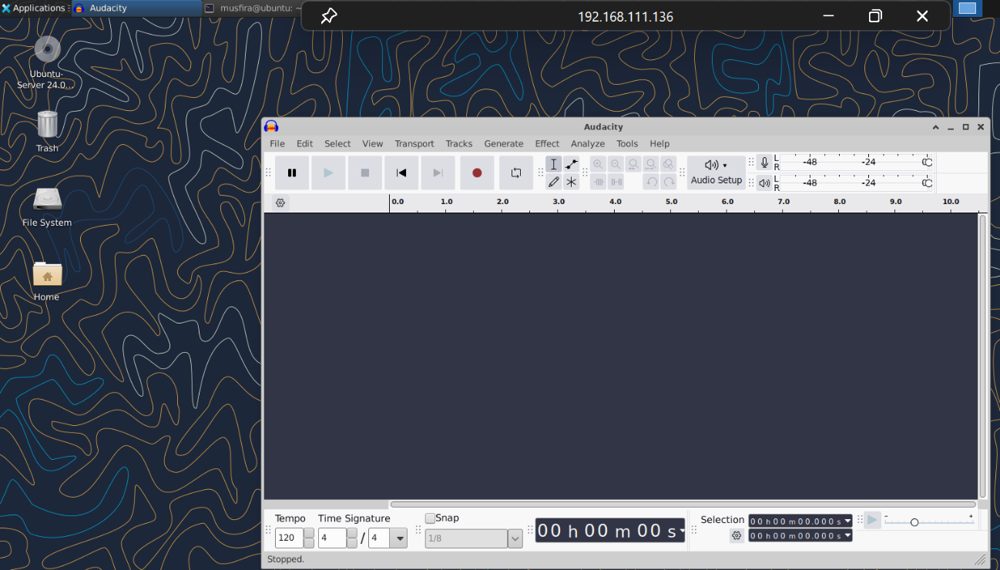 Applications
Audacity
musfira@ubuntu: ~
192.168.111.136
Ubuntu-
Server 24.0...
Trash
File System
Home
Audacity
File Edit Select View Transport Tracks Generate Effect Analyze Tools Help
Audio Setup
L
R
-48 -24 0
L
R
-48 -24 0
0.0 1.0 2.0 3.0 4.0 5.0 6.0 7.0 8.0 9.0 10.0
Tempo
120
Time Signature
4 / 4
Snap
1/8
00 h 00 m 00 s
Selection
00 h 00 m 00.000 s
00 h 00 m 00.000 s
- +
Stopped.